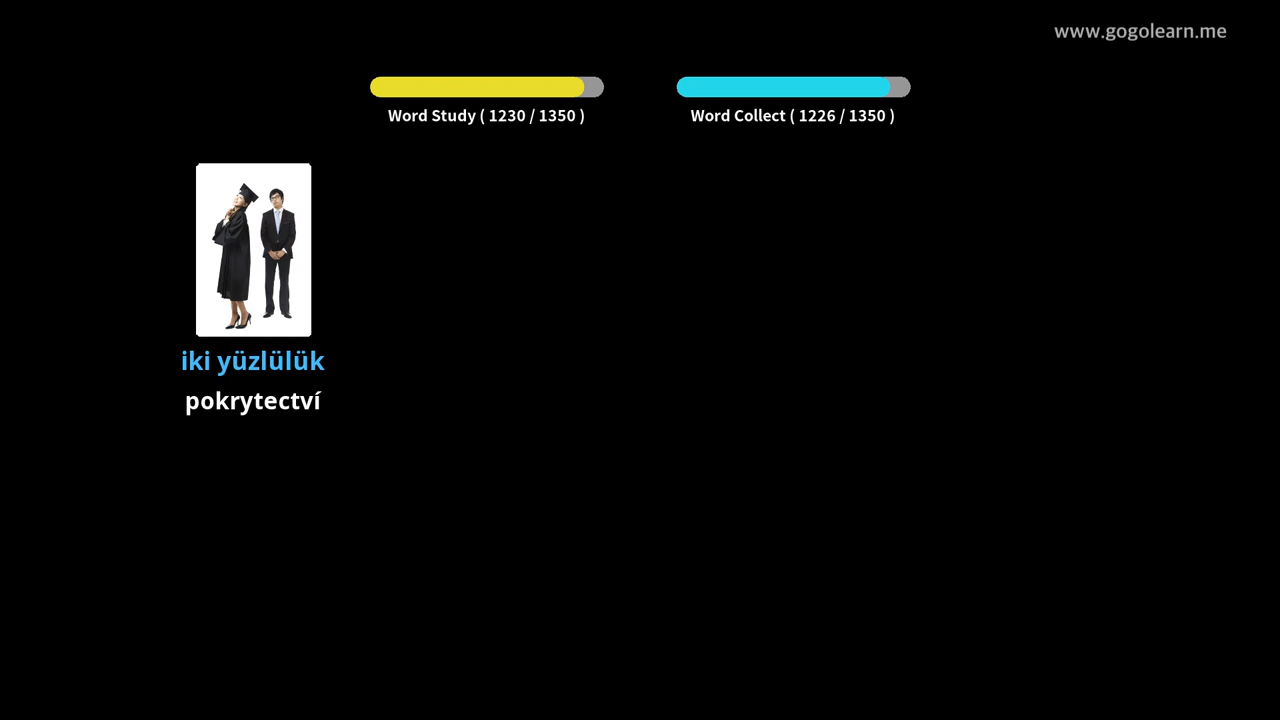 www.gogolearn.me
Word Study ( 1230 / 1350 )
Word Collect ( 1226 / 1350 )
iki yüzlülük
pokrytectví